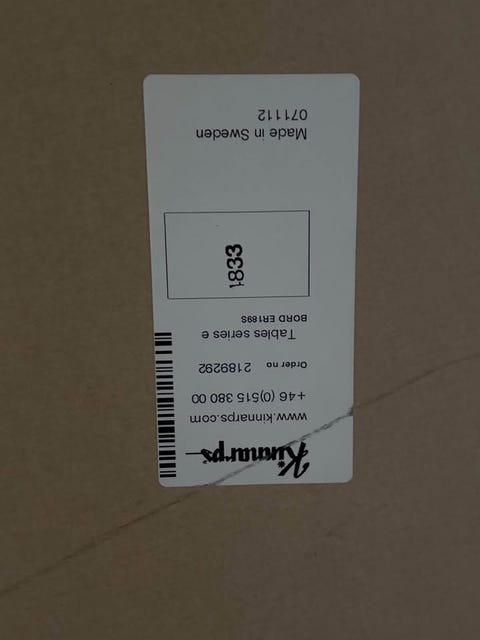 Kinnarps
www.kinnarps.com
+46 (0)515 380 00
Order no 2189292
Tables series e
BORD ER189S
1833
Made in Sweden
071112